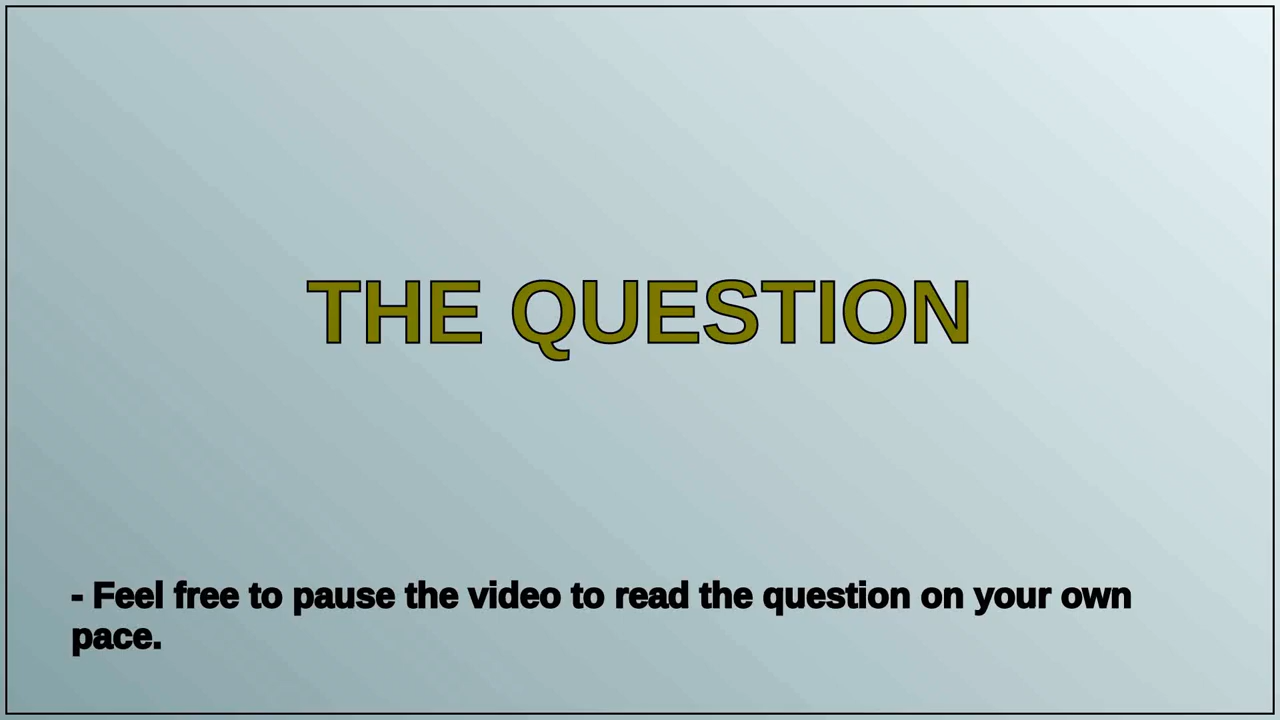 THE QUESTION
- Feel free to pause the video to read the question on your own
pace.